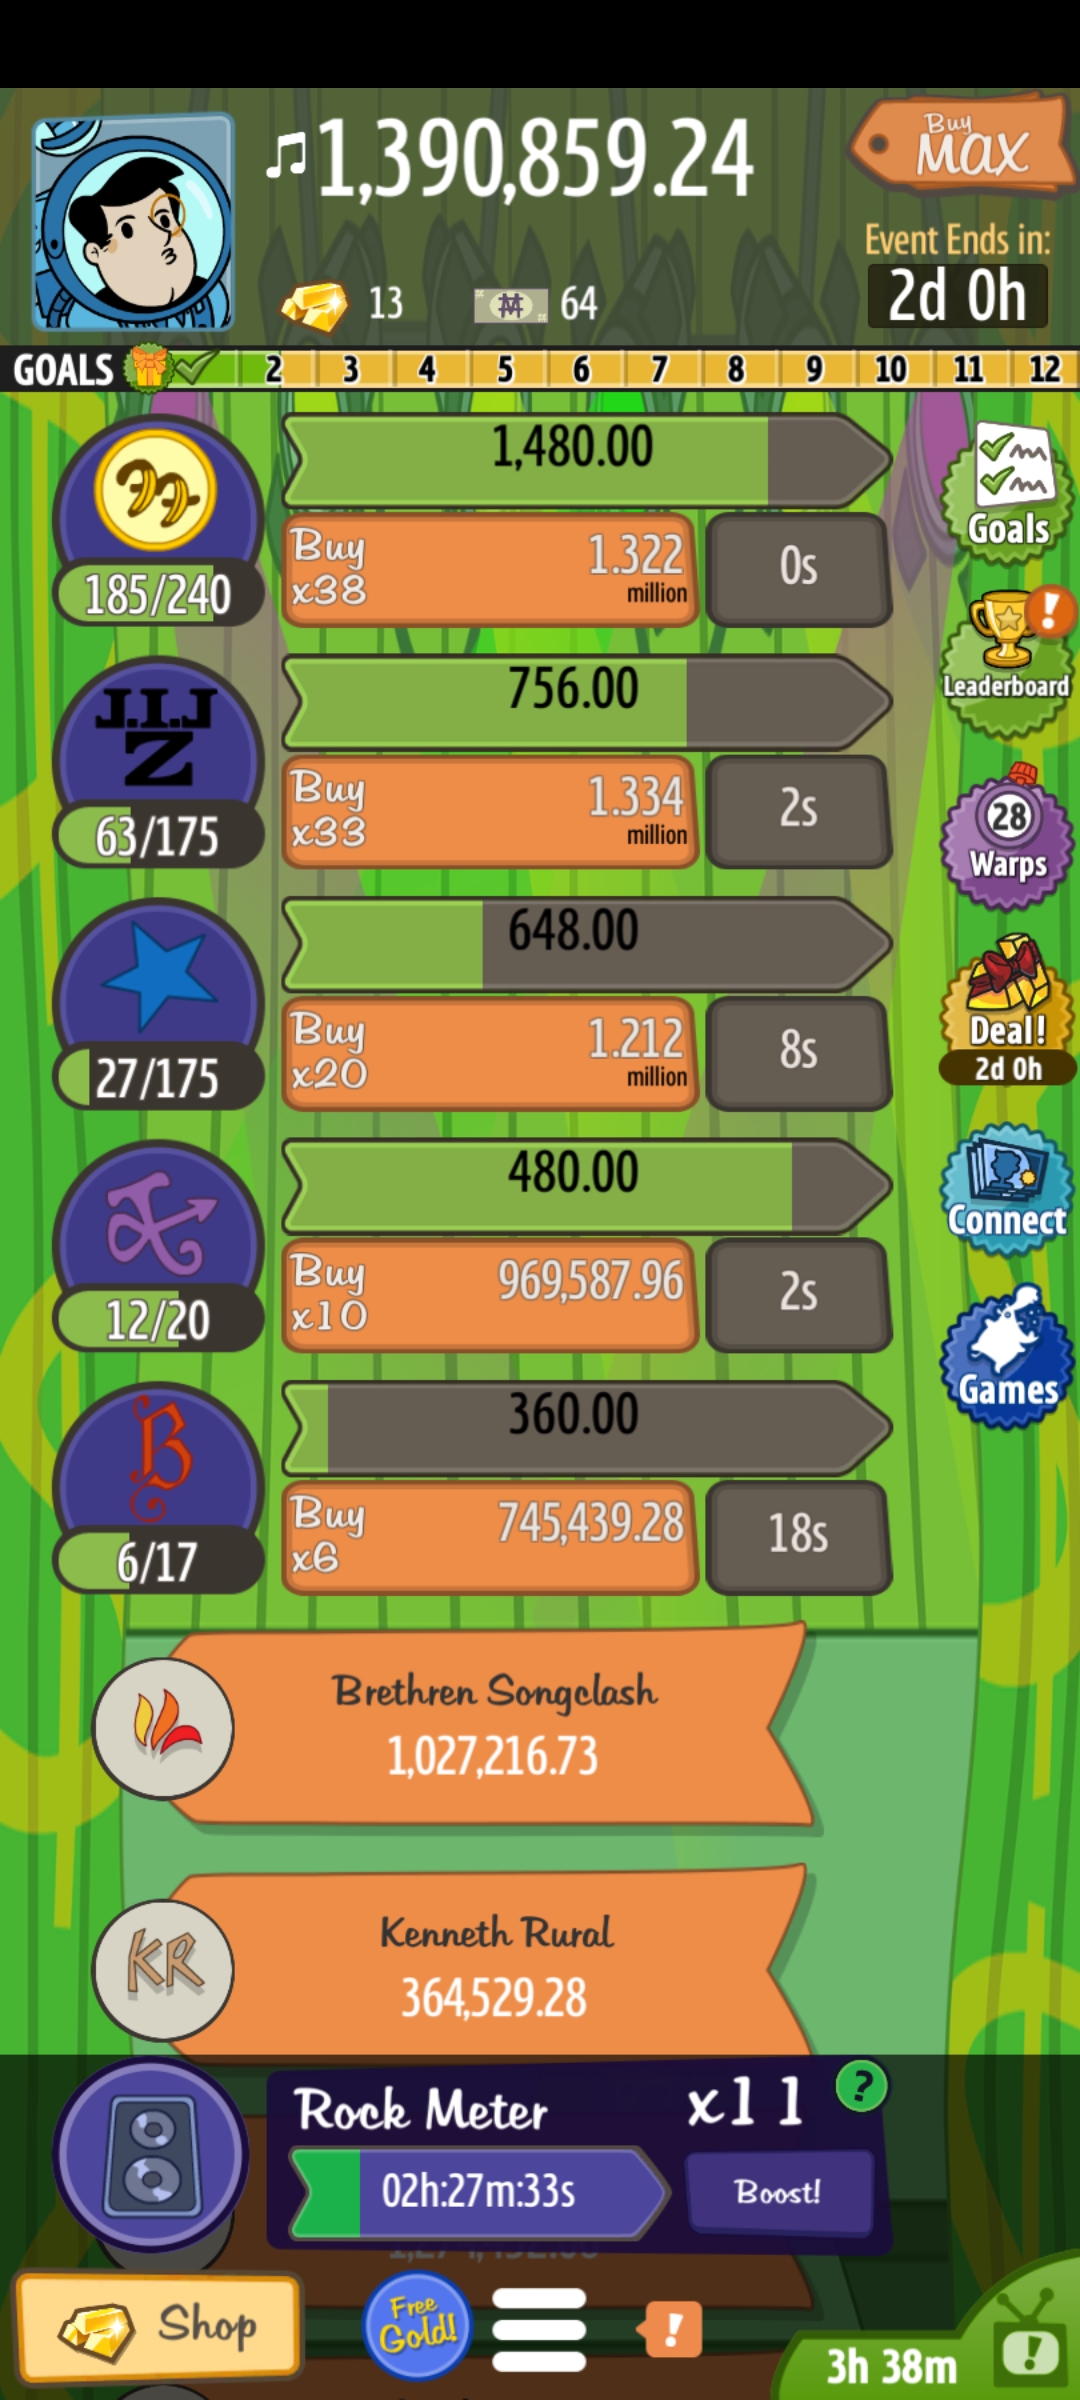 ♫1,390,859.24
Buy
MAX
Event Ends in:
2d 0h
13
64
GOALS 2 3 4 5 6 7 8 9 10 11 12
1,480.00
Buy
x38
1.322
million
0s
185/240
Goals
J.I.J
Z
756.00
Buy
x33
1.334
million
2s
63/175
!
Leaderboard
648.00
Buy
x20
1.212
million
8s
27/175
28
Warps
Deal!
2d 0h
480.00
Buy
x10
969,587.96
2s
12/20
Connect
B
360.00
Buy
x6
745,439.28
18s
6/17
Games
Brethren Songclash
1,027,216.73
KR
Kenneth Rural
364,529.28
Rock Meter
x11
?
02h:27m:33s
Boost!
Shop
Free
Gold!
!
3h 38m
!